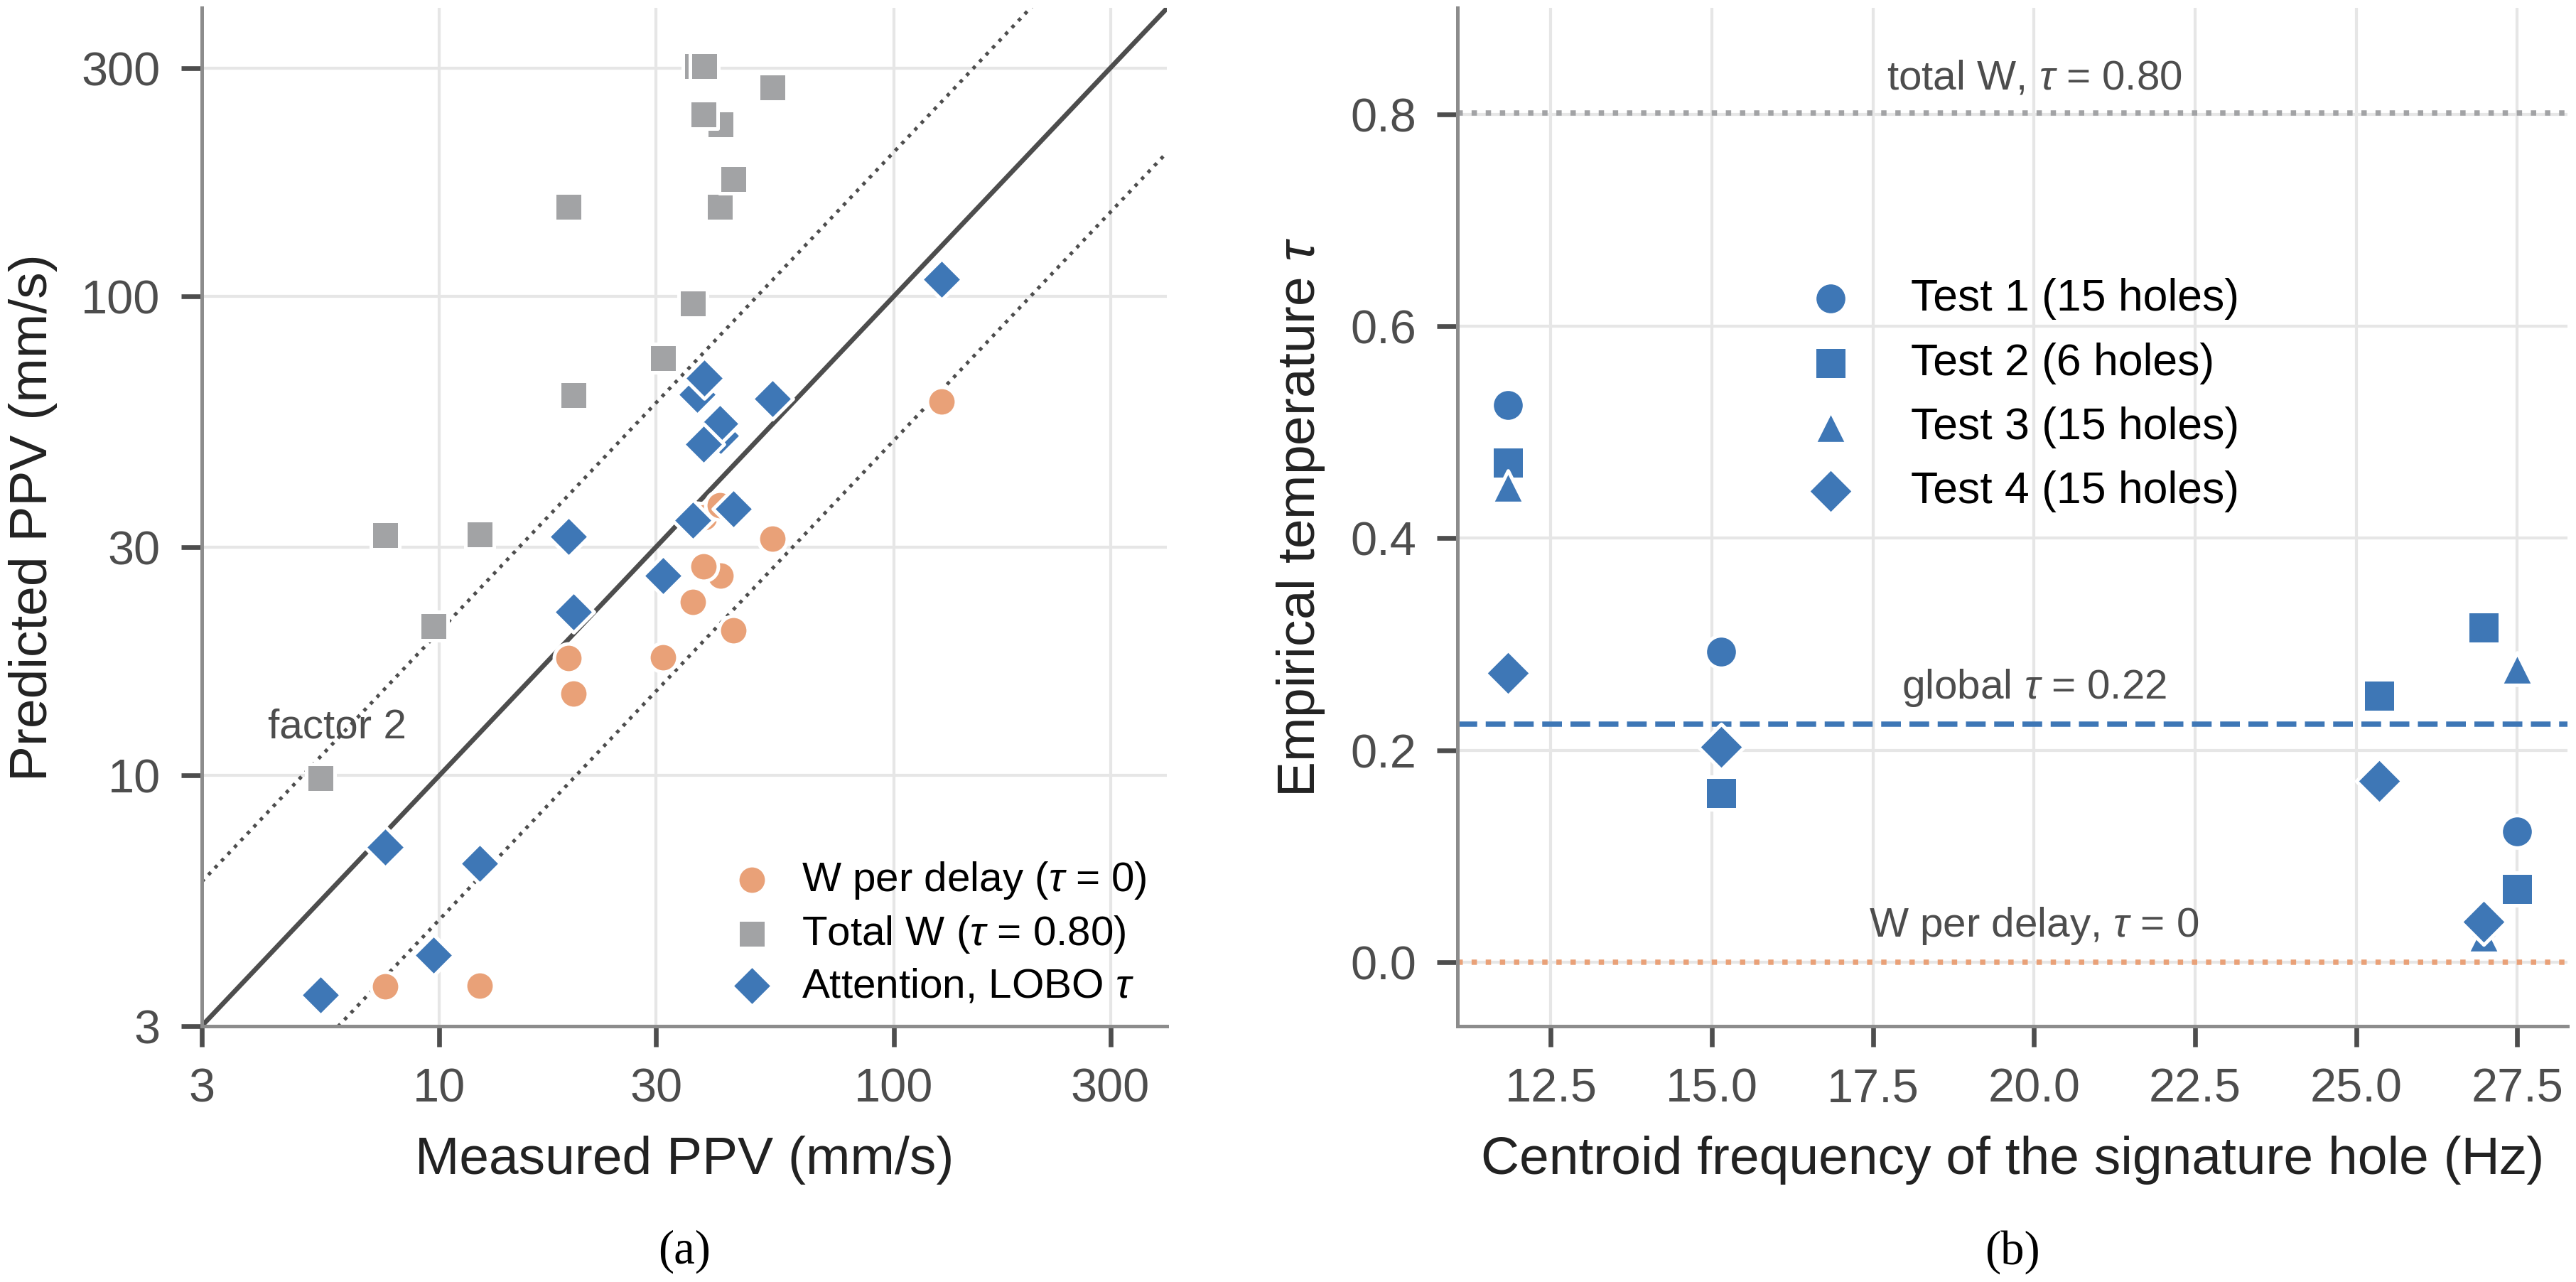 Predicted PPV (mm/s)
300
100
30
10
3
factor 2
W per delay (τ = 0)
Total W (τ = 0.80)
Attention, LOBO τ
3
10
30
100
300
Measured PPV (mm/s)
(a)
Empirical temperature τ
0.8
0.6
0.4
0.2
0.0
total W, τ = 0.80
Test 1 (15 holes)
Test 2 (6 holes)
Test 3 (15 holes)
Test 4 (15 holes)
global τ = 0.22
W per delay, τ = 0
12.5
15.0
17.5
20.0
22.5
25.0
27.5
Centroid frequency of the signature hole (Hz)
(b)